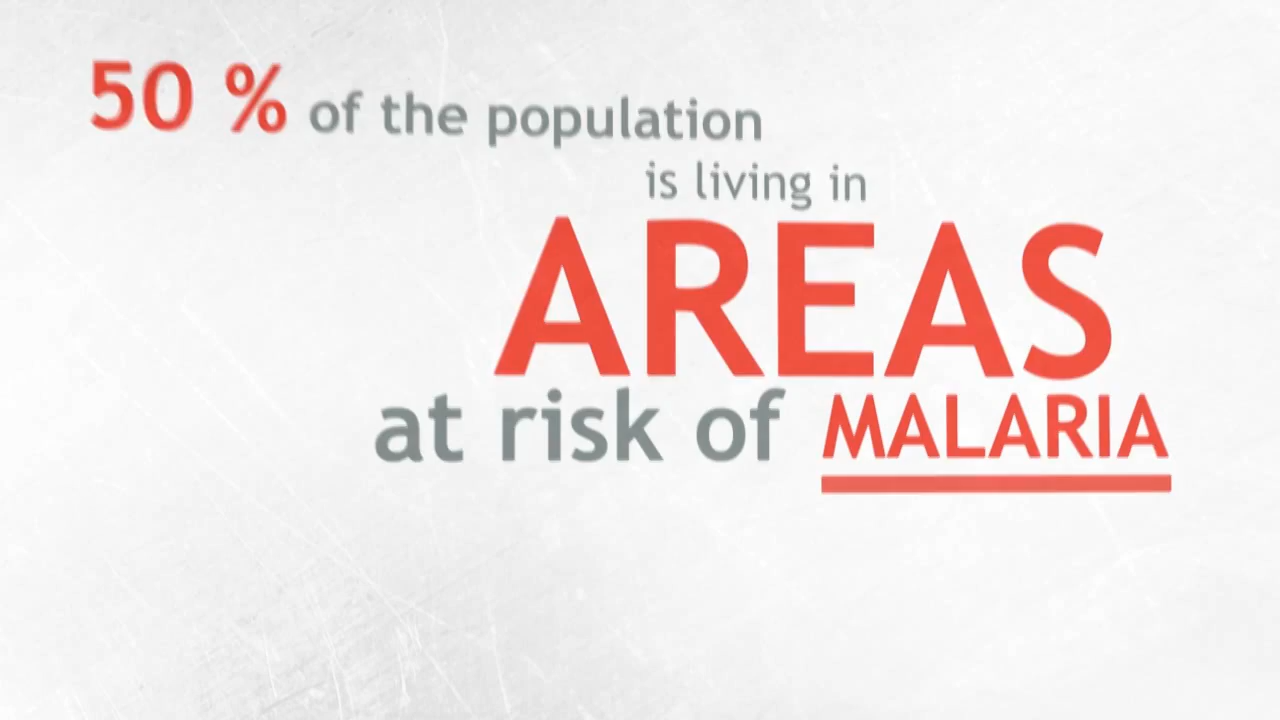 50 % of the population
is living in
AREAS
at risk of MALARIA